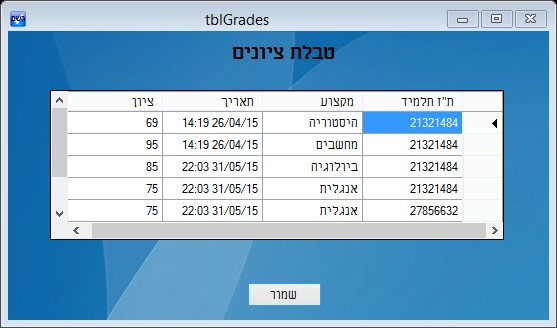 tblGrades
טבלת ציונים
ת"ז תלמיד מקצוע תאריך ציון
21321484 היסטוריה 26/04/15 14:19 69
21321484 מחשבים 26/04/15 14:19 95
21321484 ביולוגיה 31/05/15 22:03 85
21321484 אנגלית 31/05/15 22:03 75
27856632 אנגלית 31/05/15 22:03 75
שמור